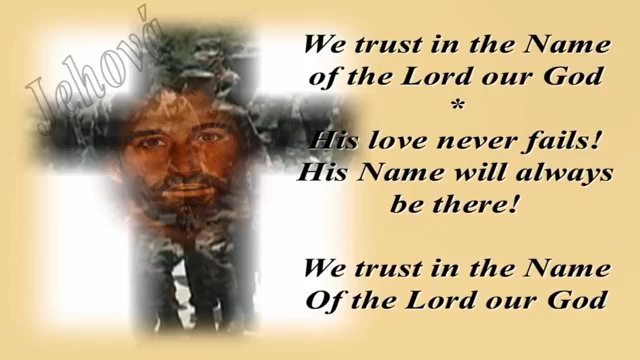 Jehová
We trust in the Name
of the Lord our God
*
His love never fails!
His Name will always
be there!
We trust in the Name
Of the Lord our God